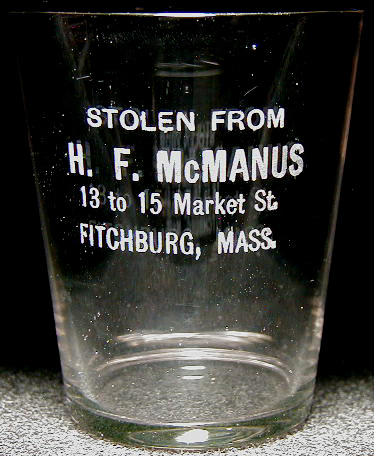 STOLEN FROM
H. F. McMANUS
13 to 15 Market St.
FITCHBURG, MASS.